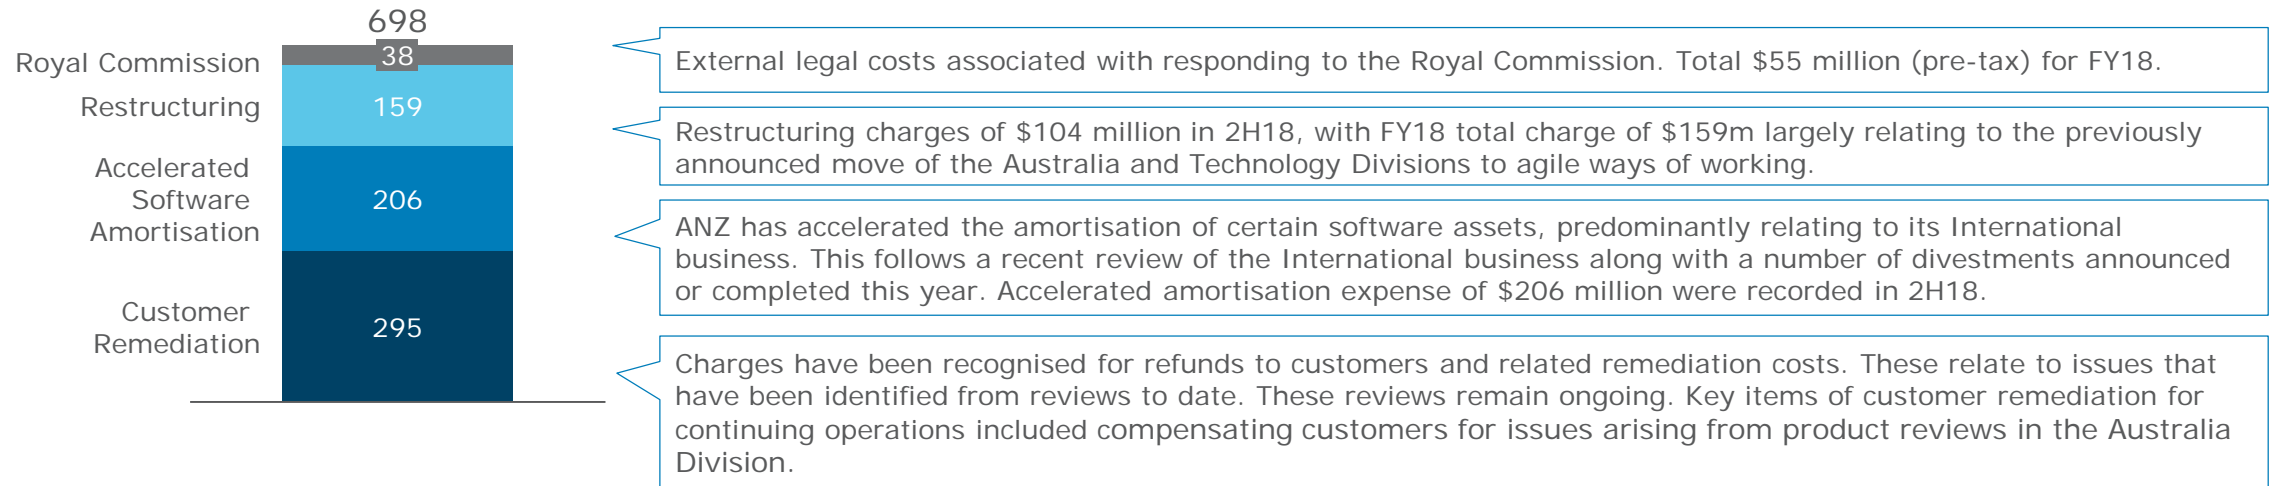 698
Royal Commission
38
External legal costs associated with responding to the Royal Commission. Total $55 million (pre-tax) for FY18.
Restructuring
159
Restructuring charges of $104 million in 2H18, with FY18 total charge of $159m largely relating to the previously
announced move of the Australia and Technology Divisions to agile ways of working.
Accelerated
Software
Amortisation
206
ANZ has accelerated the amortisation of certain software assets, predominantly relating to its International
business. This follows a recent review of the International business along with a number of divestments announced
or completed this year. Accelerated amortisation expense of $206 million were recorded in 2H18.
Customer
Remediation
295
Charges have been recognised for refunds to customers and related remediation costs. These relate to issues that
have been identified from reviews to date. These reviews remain ongoing. Key items of customer remediation for
continuing operations included compensating customers for issues arising from product reviews in the Australia
Division.